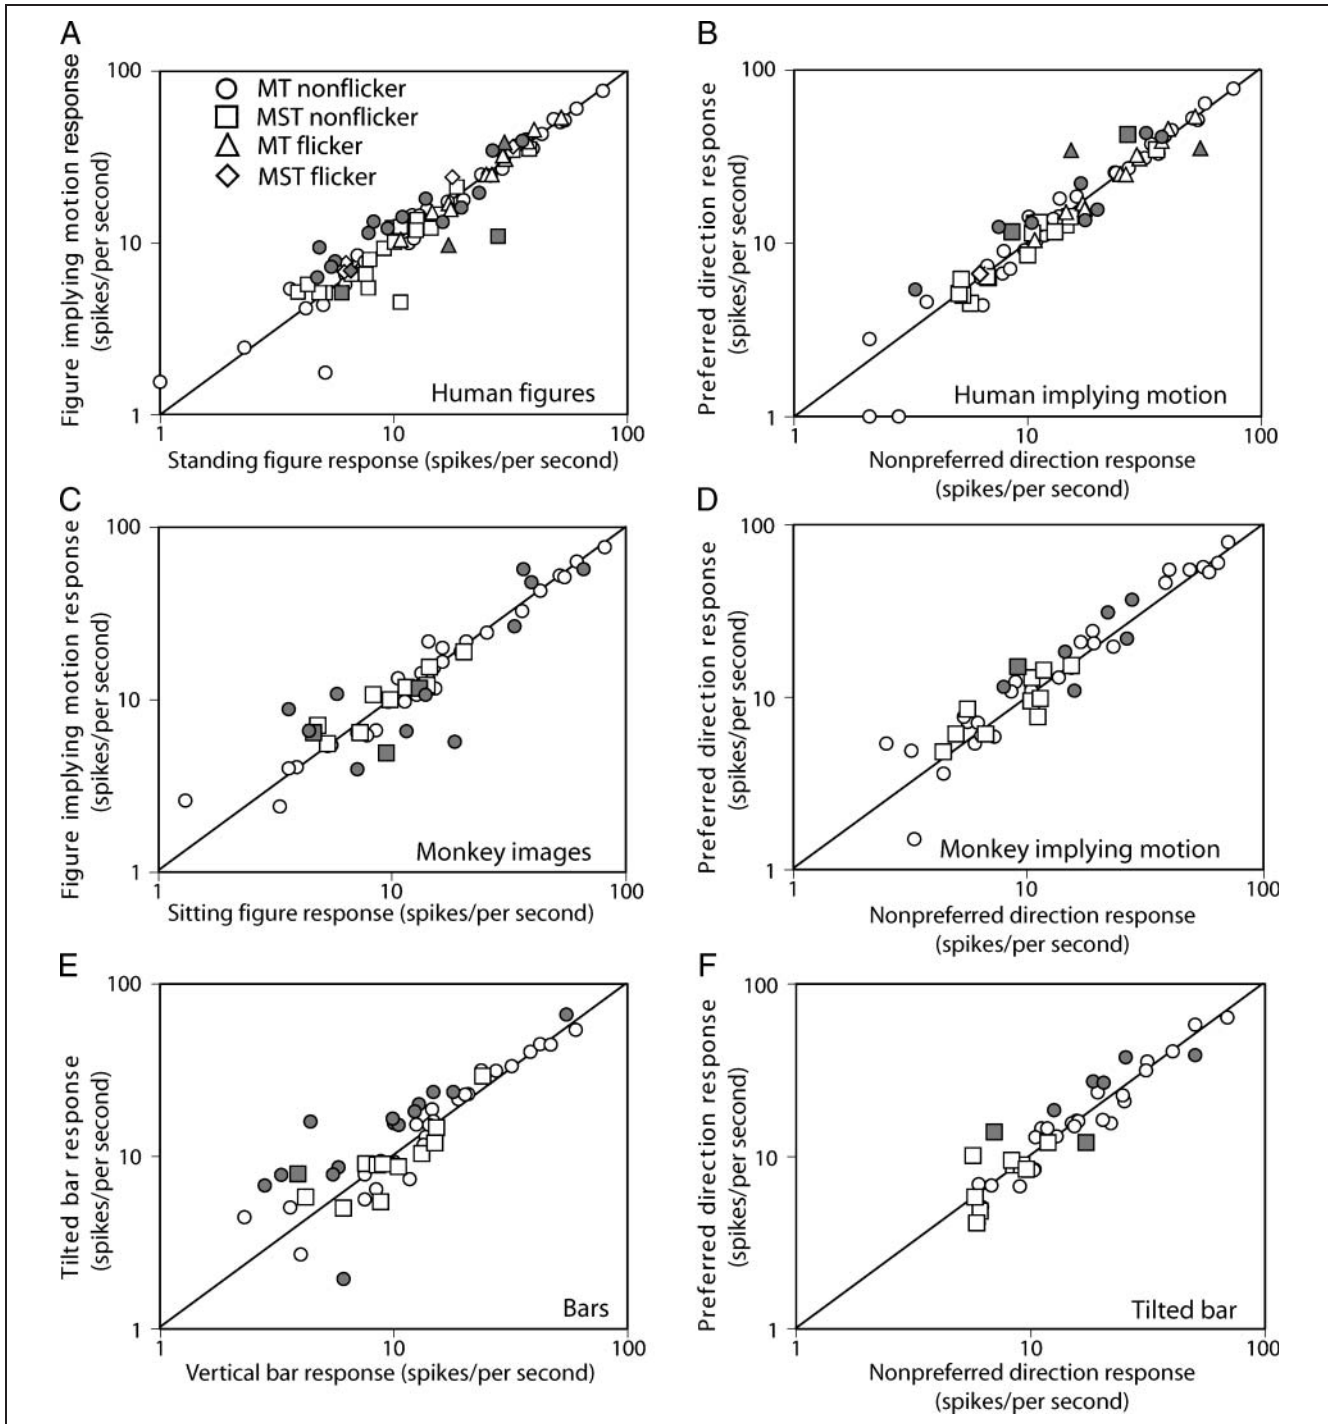 A
Figure implying motion response
(spikes/per second)
100
10
1
MT nonflicker
MST nonflicker
MT flicker
MST flicker
Human figures
1
10
100
Standing figure response (spikes/per second)
B
Preferred direction response
(spikes/per second)
100
10
1
Human implying motion
1
10
100
Nonpreferred direction response
(spikes/per second)
C
Figure implying motion response
(spikes/per second)
100
10
1
Monkey images
1
10
100
Sitting figure response (spikes/per second)
D
Preferred direction response
(spikes/per second)
100
10
1
Monkey implying motion
1
10
100
Nonpreferred direction response
(spikes/per second)
E
Tilted bar response
(spikes/per second)
100
10
1
Bars
1
10
100
Vertical bar response (spikes/per second)
F
Preferred direction response
(spikes/per second)
100
10
1
Tilted bar
1
10
100
Nonpreferred direction response
(spikes/per second)